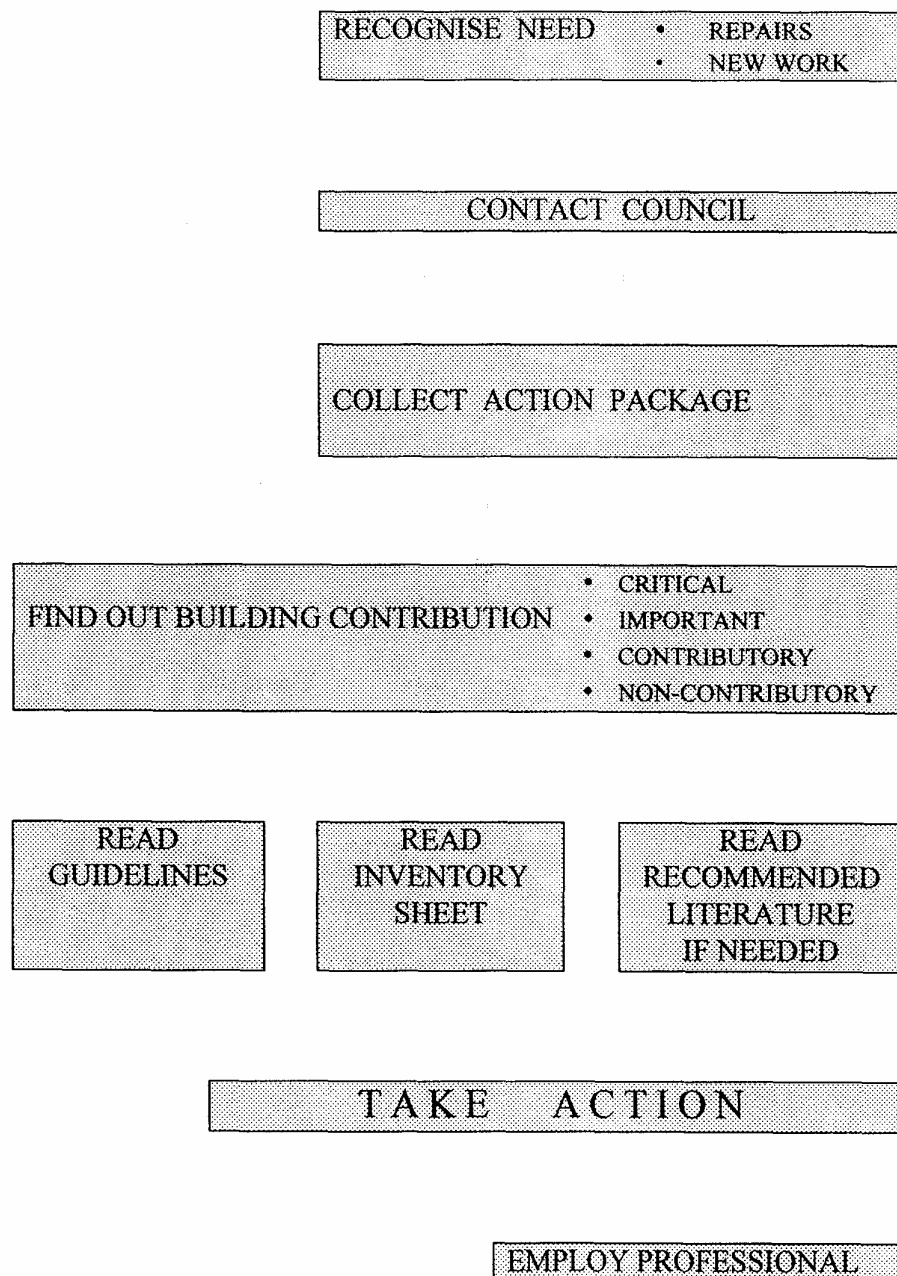 RECOGNISE NEED • REPAIRS
• NEW WORK
CONTACT COUNCIL
COLLECT ACTION PACKAGE
FIND OUT BUILDING CONTRIBUTION
• CRITICAL
• IMPORTANT
• CONTRIBUTORY
• NON-CONTRIBUTORY
READ
GUIDELINES
READ
INVENTORY
SHEET
READ
RECOMMENDED
LITERATURE
IF NEEDED
TAKE ACTION
EMPLOY PROFESSIONAL